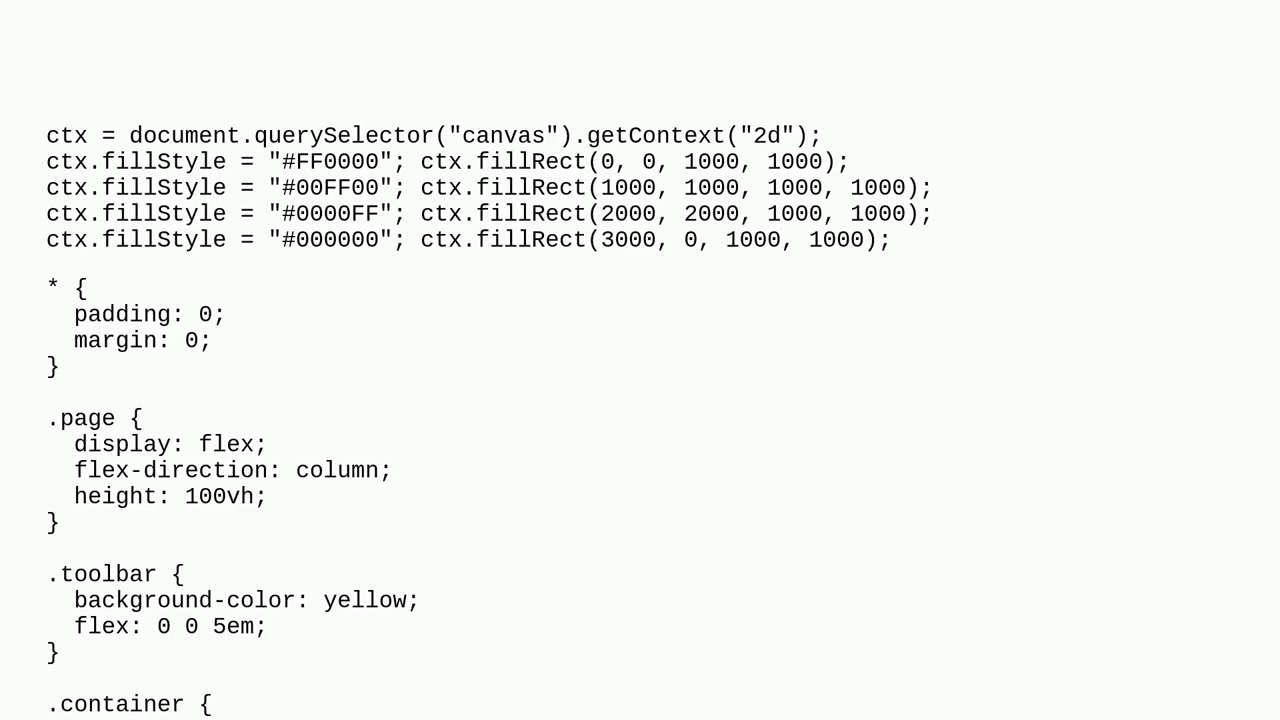 ctx = document.querySelector("canvas").getContext("2d");
ctx.fillStyle = "#FF0000"; ctx.fillRect(0, 0, 1000, 1000);
ctx.fillStyle = "#00FF00"; ctx.fillRect(1000, 1000, 1000, 1000);
ctx.fillStyle = "#0000FF"; ctx.fillRect(2000, 2000, 1000, 1000);
ctx.fillStyle = "#000000"; ctx.fillRect(3000, 0, 1000, 1000);

* {
  padding: 0;
  margin: 0;
}

.page {
  display: flex;
  flex-direction: column;
  height: 100vh;
}

.toolbar {
  background-color: yellow;
  flex: 0 0 5em;
}

.container {